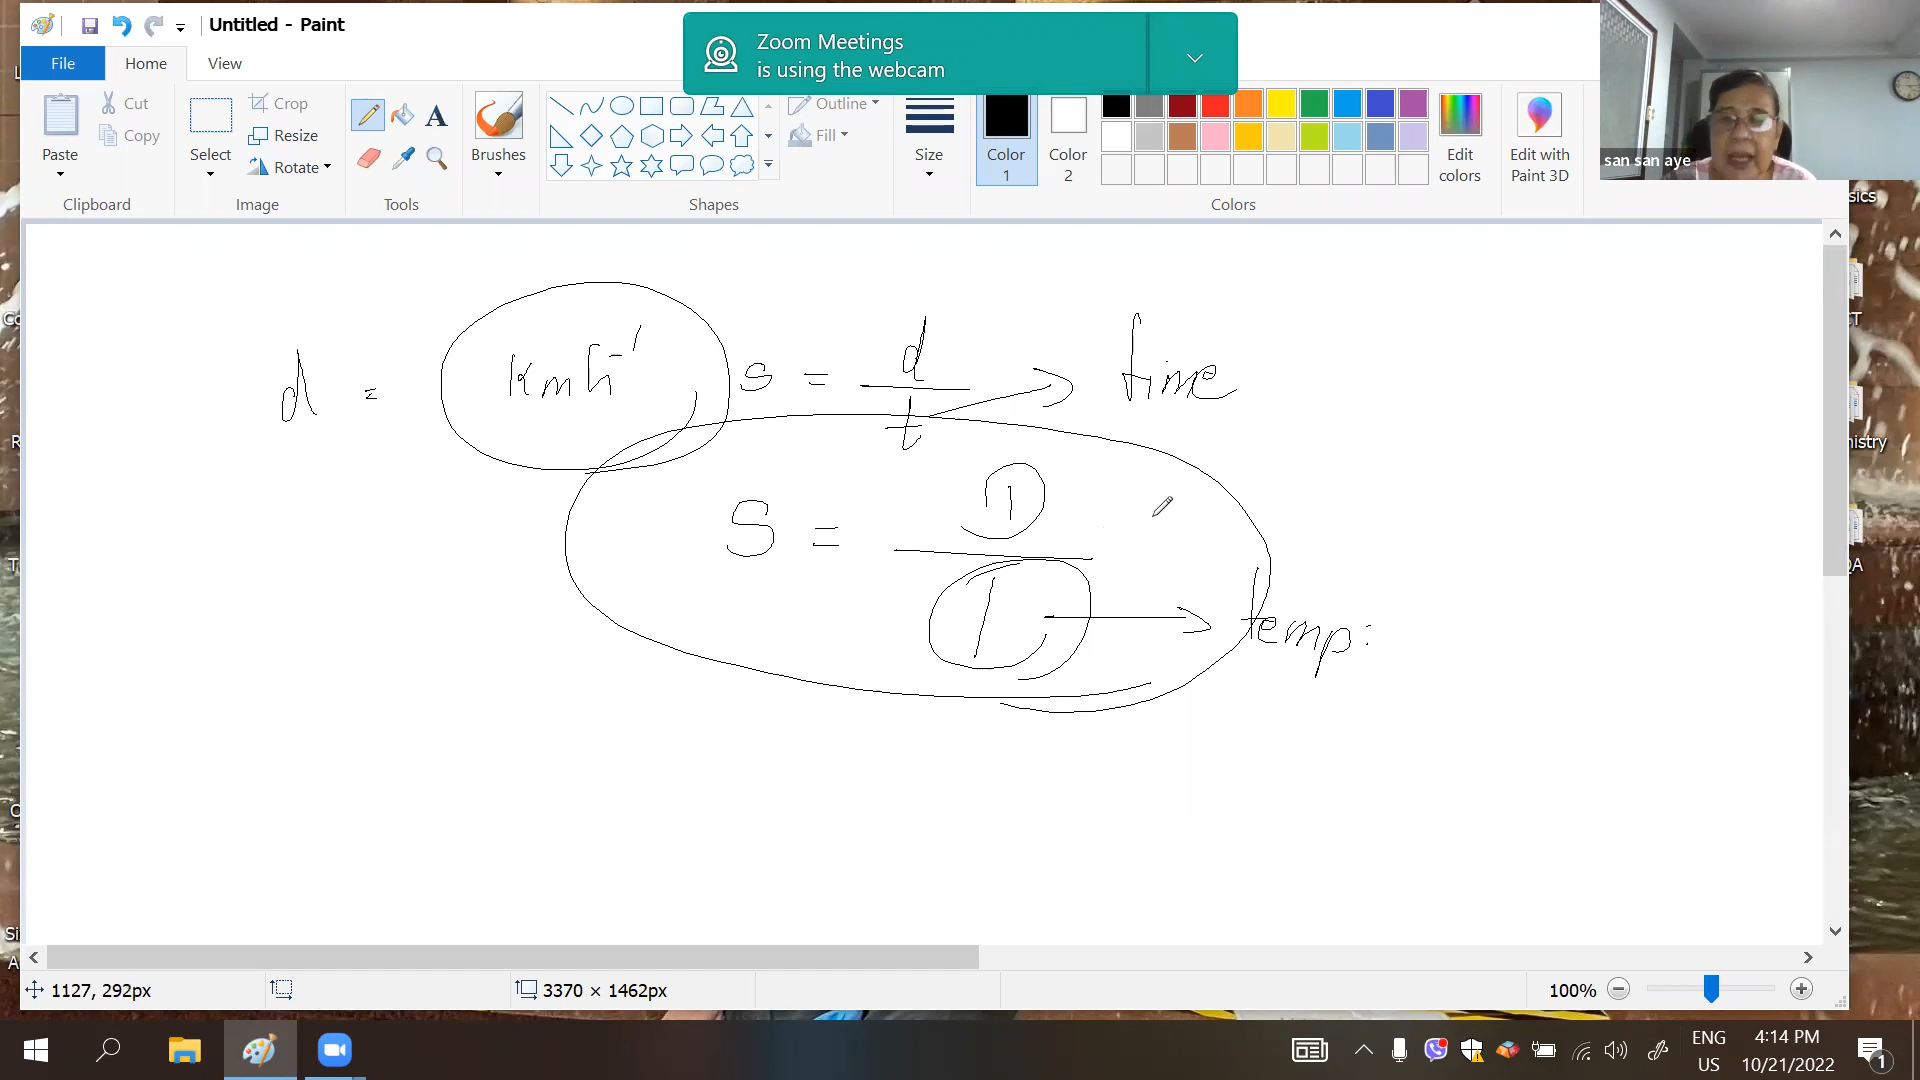 Untitled - Paint
Zoom Meetings
is using the webcam
File Home View
Cut
Copy
Paste
Clipboard
Select
Crop
Resize
Rotate
Image
Tools
Brushes
Shapes
Outline
Fill
Size
Color
1
Color
2
Colors
Edit
colors
Edit with
Paint 3D
san san aye
sics
d = kmh⁻¹ s = d/t time
S = D/T temp:
mistry
QA
1127, 292px
3370 × 1462px
100%
ENG
US
4:14 PM
10/21/2022
1